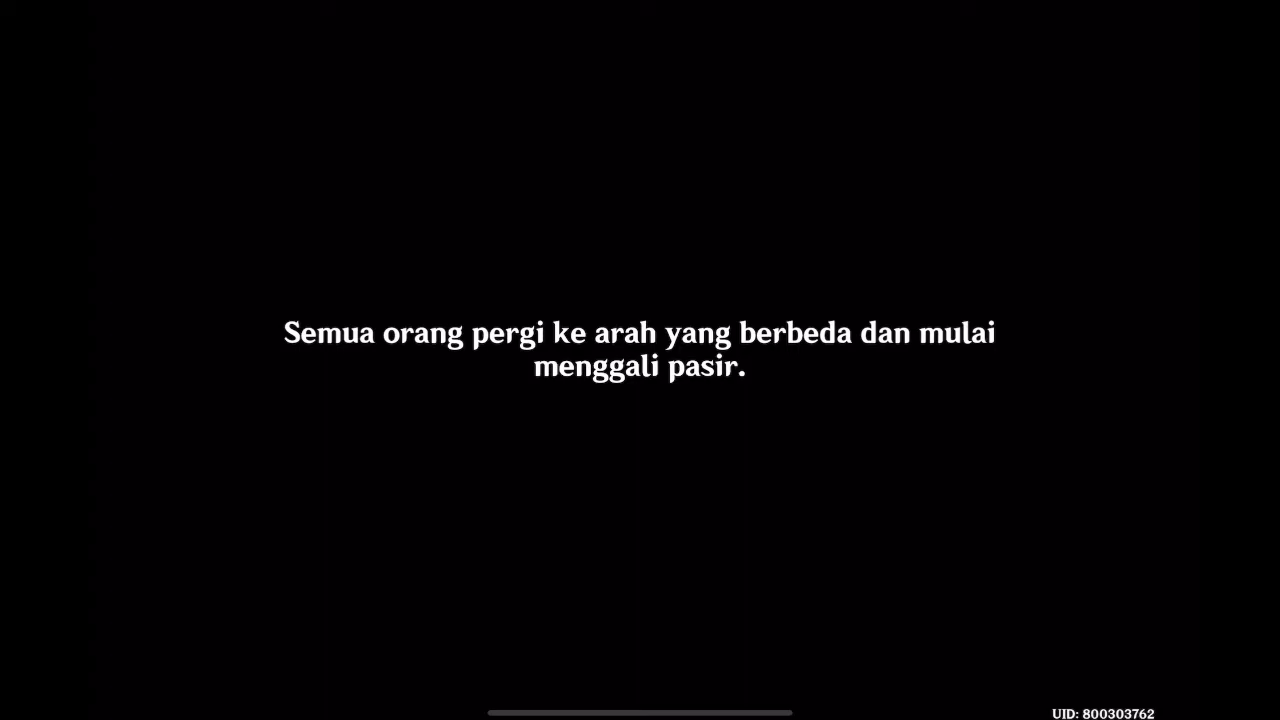 Semua orang pergi ke arah yang berbeda dan mulai
menggali pasir.
UID: 800303762